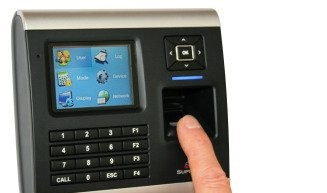 User Log
Mode Device
Display Network
OK
1 2 3 F1
4 5 6 F2
7 8 9 F3
CALL 0 ESC F4